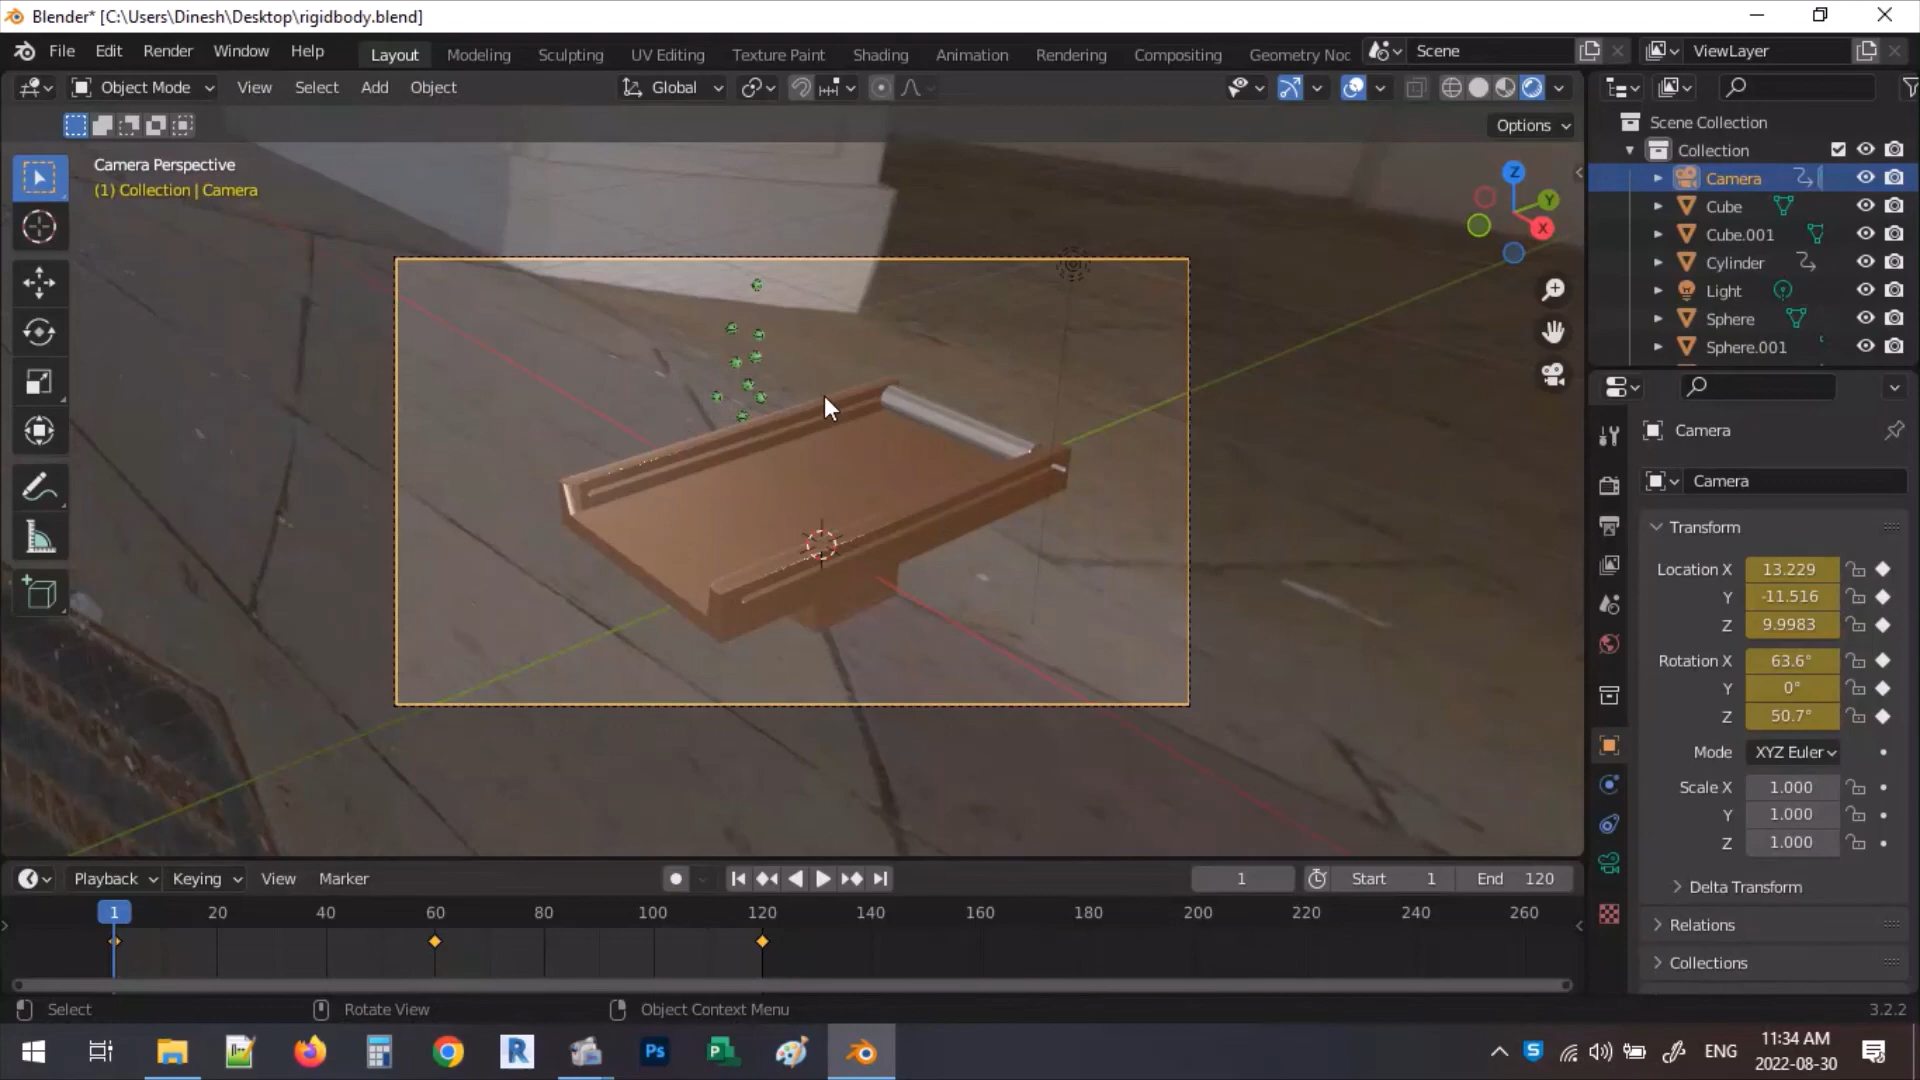 Blender* [C:\Users\Dinesh\Desktop\rigidbody.blend]
File Edit Render Window Help Layout Modeling Sculpting UV Editing Texture Paint Shading Animation Rendering Compositing Geometry Noc Scene ViewLayer
Object Mode View Select Add Object Global
Options
Camera Perspective
(1) Collection | Camera
Z
Y
X
Scene Collection
Collection
Camera
Cube
Cube.001
Cylinder
Light
Sphere
Sphere.001
Camera
Camera
Transform
Location X 13.229
Y -11.516
Z 9.9983
Rotation X 63.6°
Y 0°
Z 50.7°
Mode XYZ Euler
Scale X 1.000
Y 1.000
Z 1.000
Delta Transform
Relations
Collections
Playback Keying View Marker 1 Start 1 End 120
1 20 40 60 80 100 120 140 160 180 200 220 240 260
Select Rotate View Object Context Menu 3.2.2
R Ps P S ENG 11:34 AM
2022-08-30